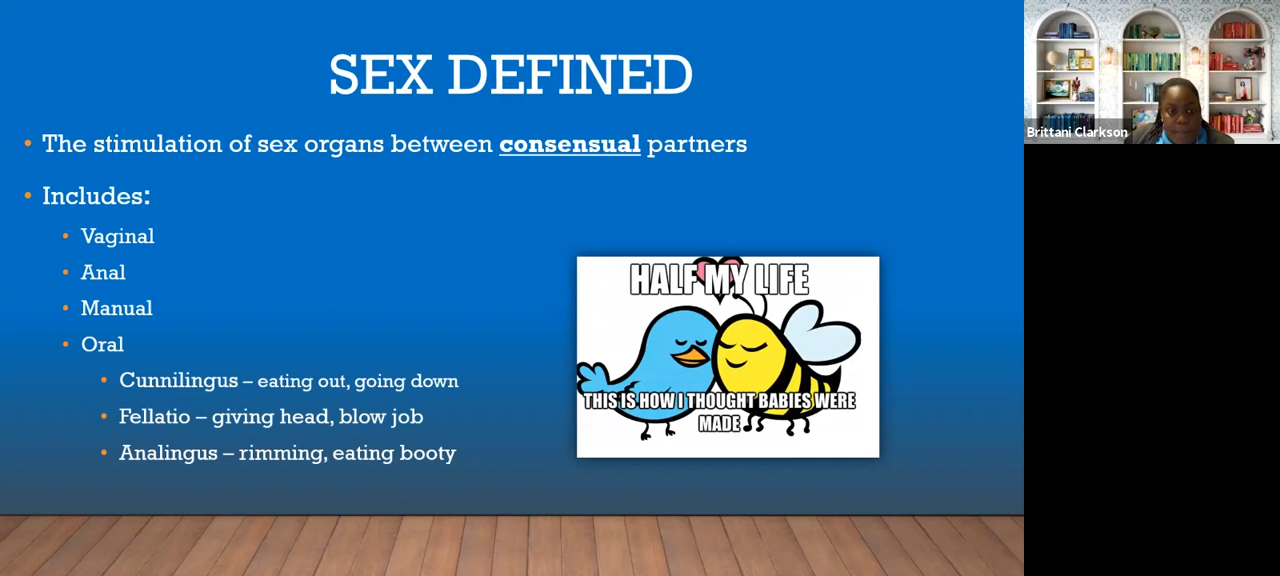 SEX DEFINED
The stimulation of sex organs between consensual partners
Includes:
Vaginal
Anal
Manual
Oral
Cunnilingus – eating out, going down
Fellatio – giving head, blow job
Analingus – rimming, eating booty
HALF MY LIFE
THIS IS HOW I THOUGHT BABIES WERE
MADE
Brittani Clarkson